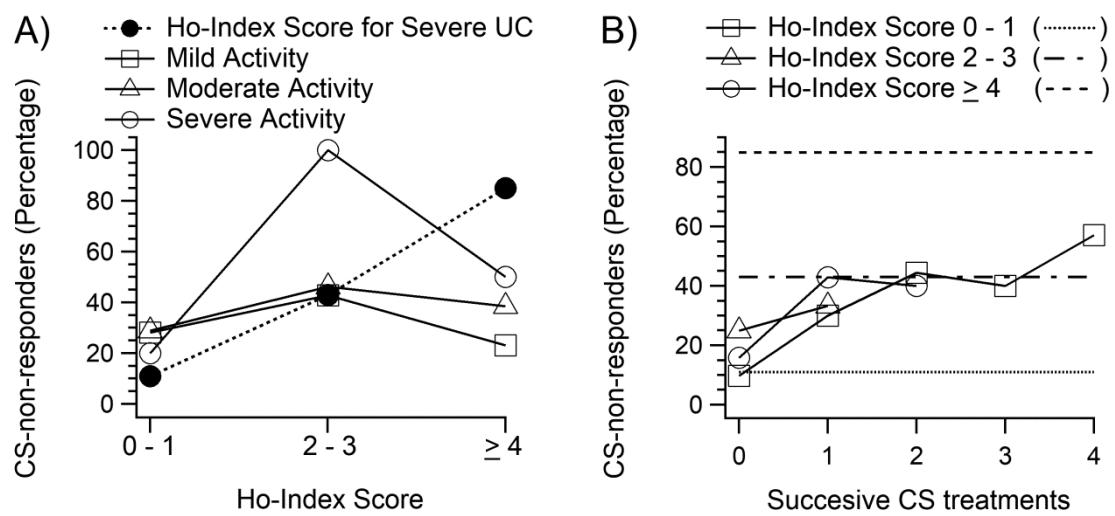 A)
Ho-Index Score for Severe UC
Mild Activity
Moderate Activity
Severe Activity
CS-non-responders (Percentage)
100
80
60
40
20
0
0 - 1
2 - 3
≥ 4
Ho-Index Score
B)
Ho-Index Score 0 - 1 (          )
Ho-Index Score 2 - 3 (          )
Ho-Index Score ≥ 4 (          )
CS-non-responders (Percentage)
80
60
40
20
0
0 1 2 3 4
Succesive CS treatments